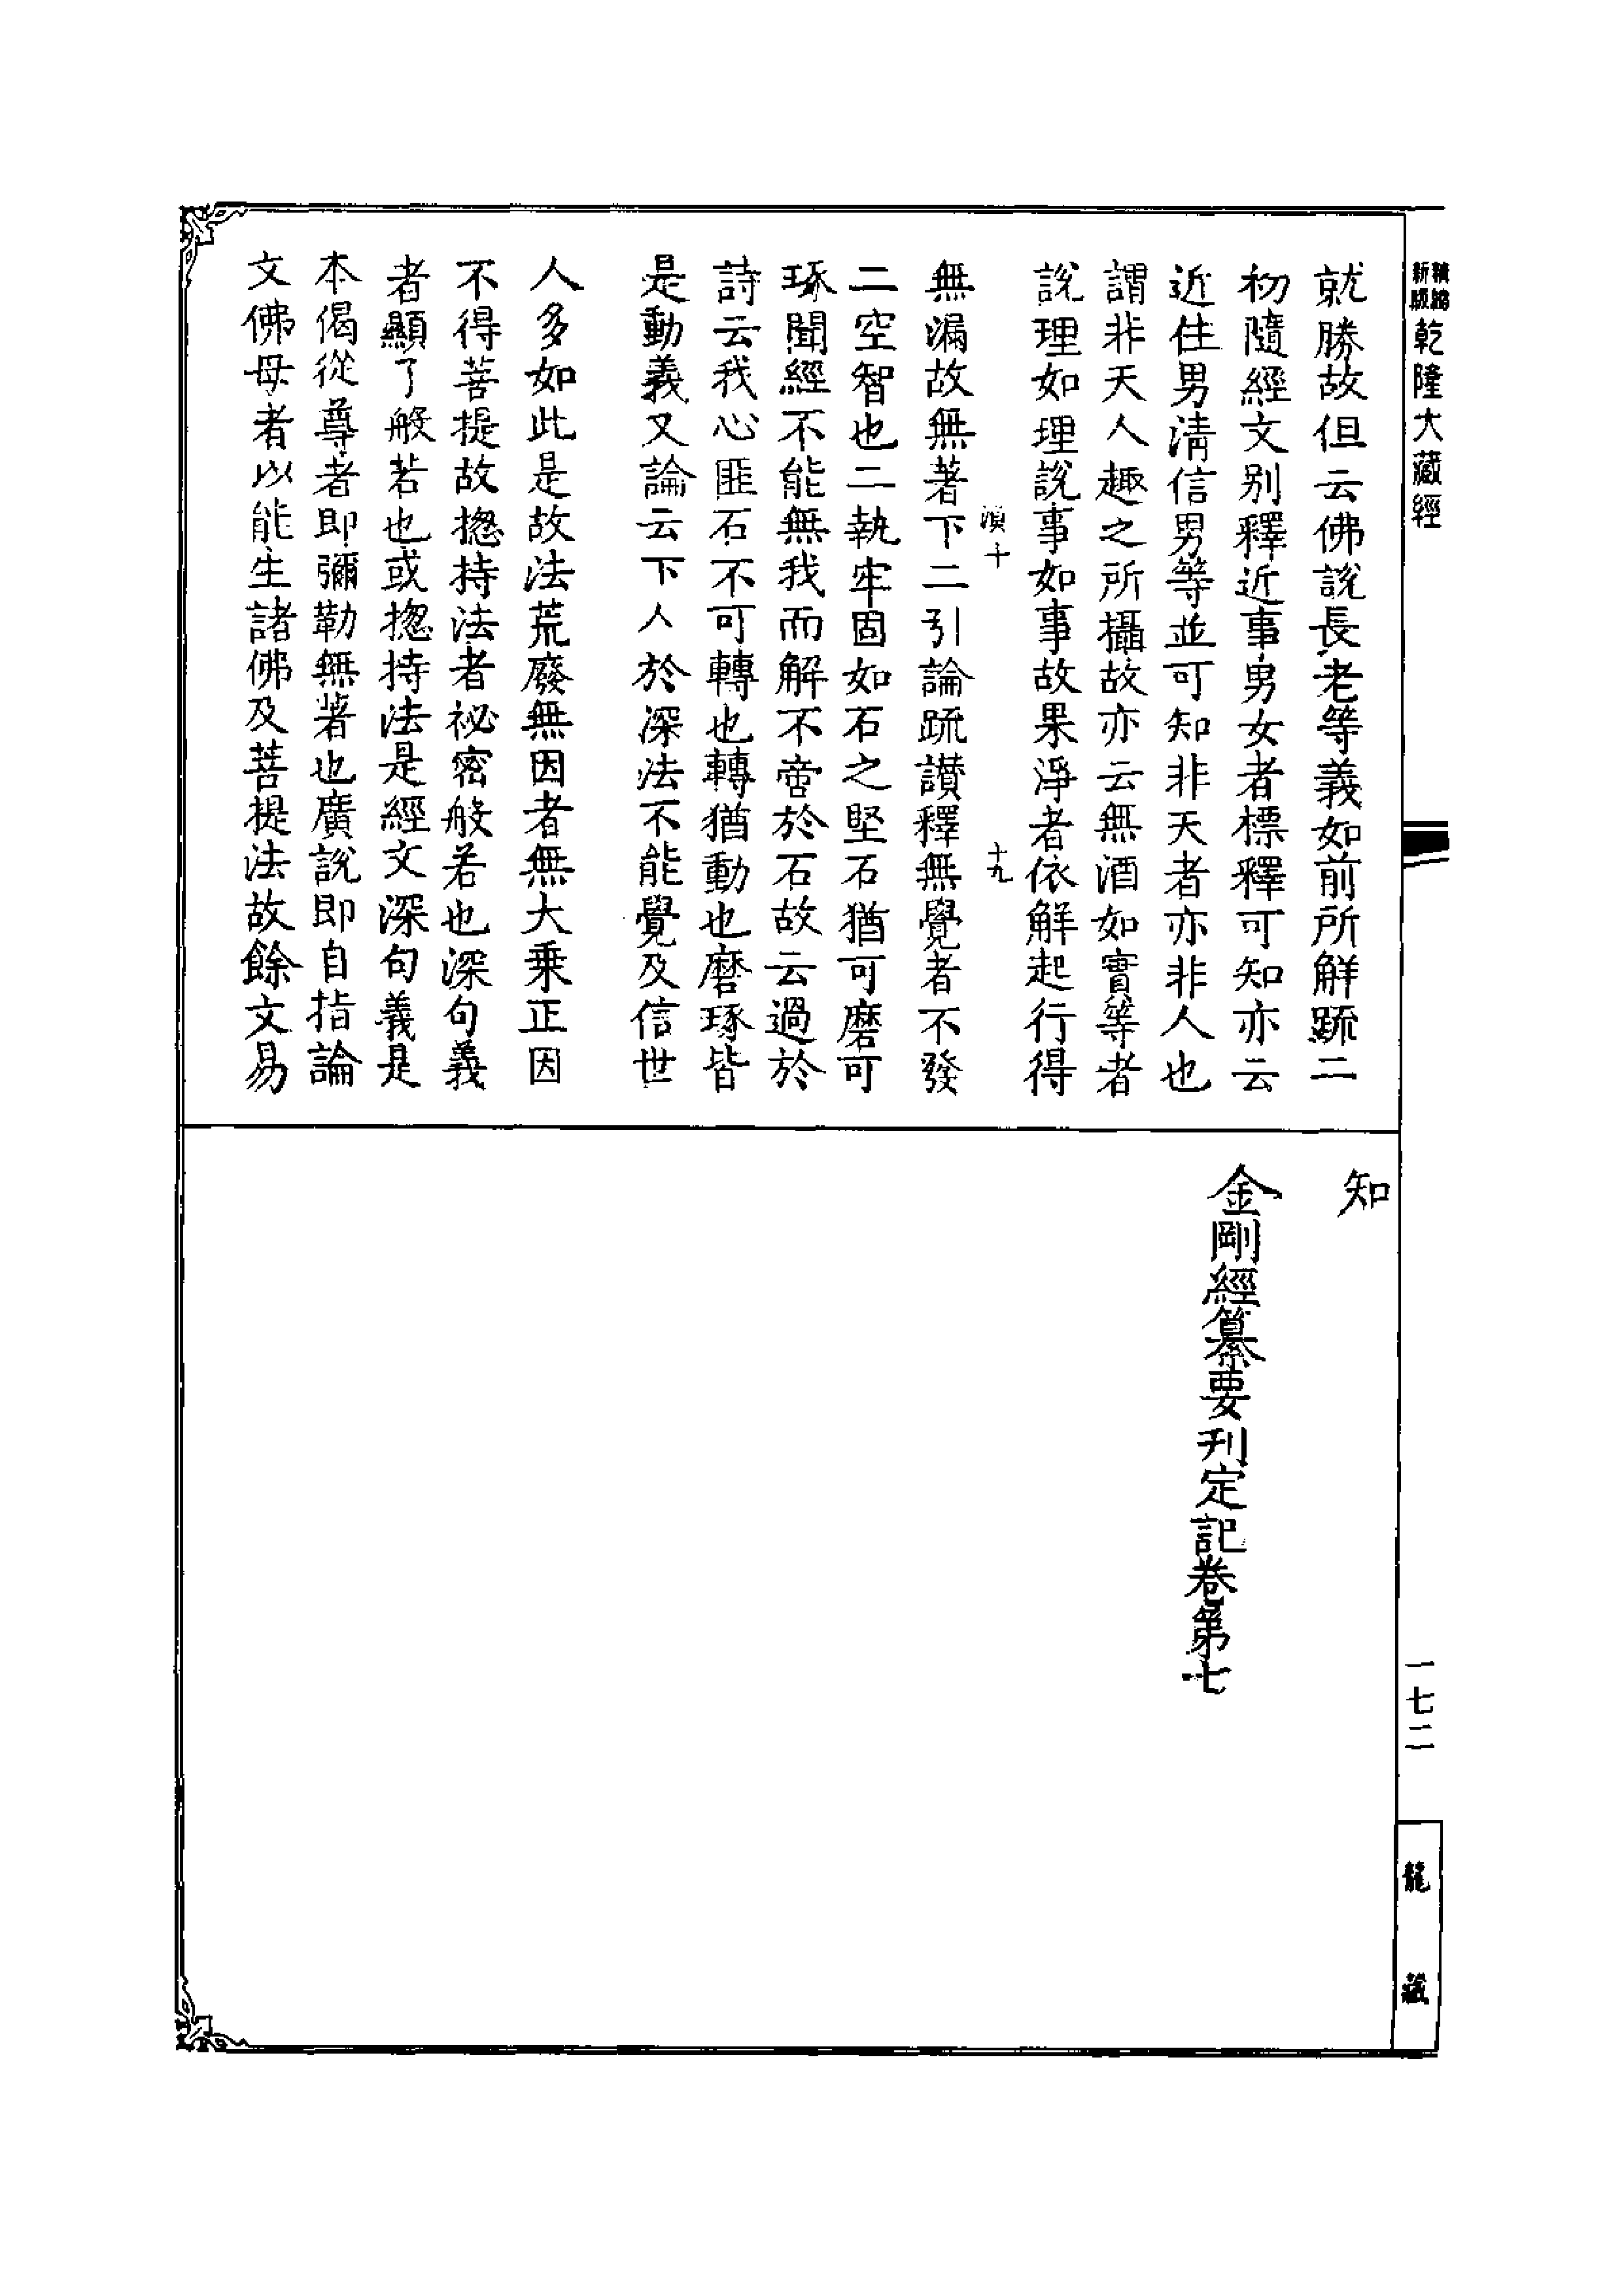 精縮
新版
乾隆大藏經
就勝故但云佛說長老等義如前所解䟽二
初隨經文別釋近事男女者標釋可知亦云
近住男清信男等並可知非天者亦非人也
謂非天人趣之所攝故亦云無酒如實等者
說理如理說事如事故果淨者依解起行得
十九
無漏故無著下二引論䟽讃釋無覺者不發
二空智也二執牢固如石之堅石猶可磨可
琢聞經不能無我而解不啻於石故云過於
詩云我心匪石不可轉也轉猶動也磨琢皆
是動義又論云下人於深法不能覺及信世
人多如此是故法荒廢無因者無大乗正因
不得菩提故揔持法者祕密般若也深句義
者顯了般若也或揔持法是經文深句義是
本偈從尊者即彌勒無著也廣說即自指論
文佛母者以能生諸佛及菩提法故餘文易
知
金剛經纂要刊定記卷第七
一七二
龍藏